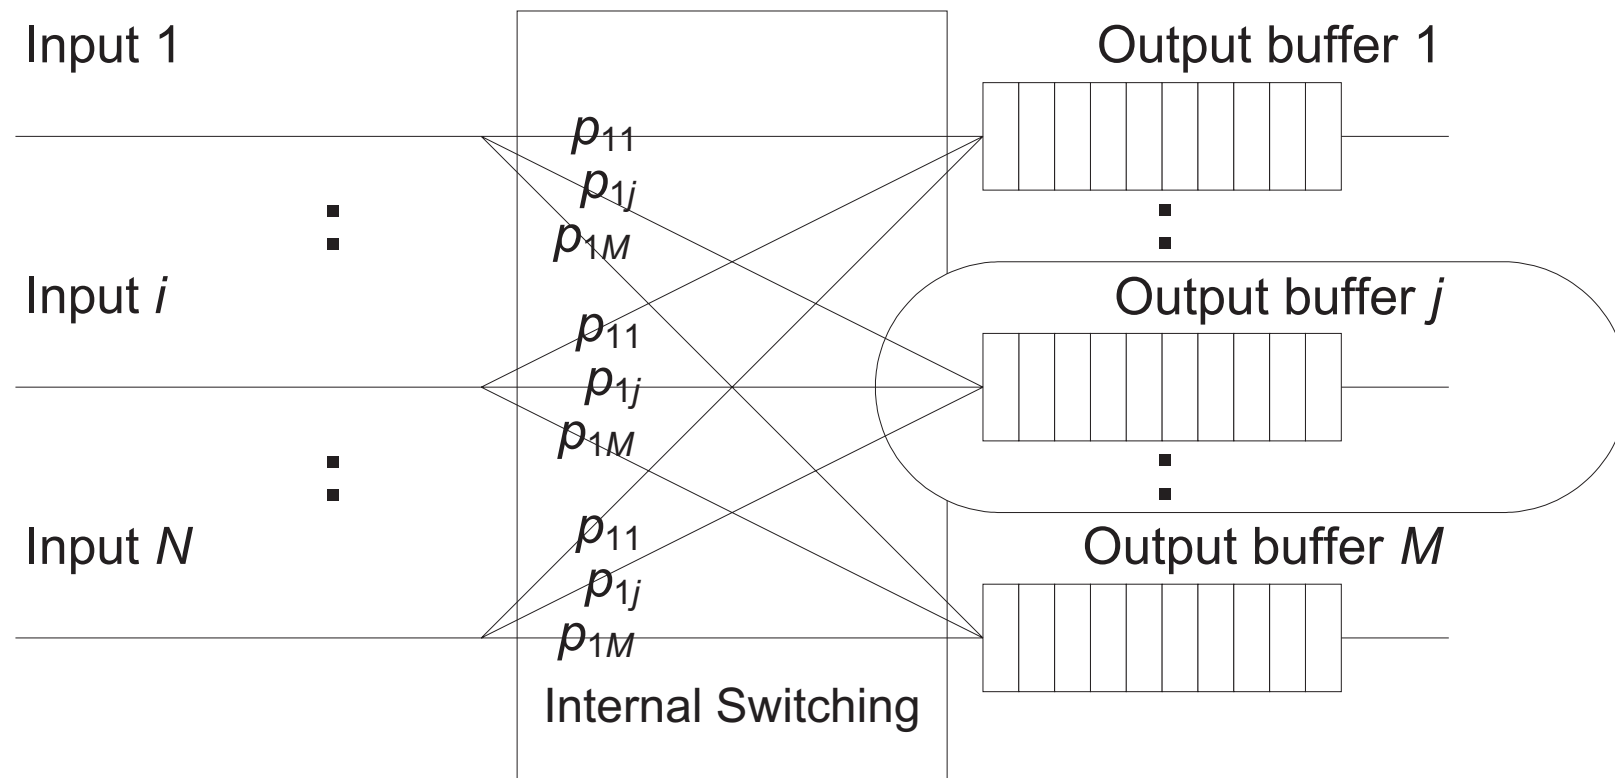 Input 1
Output buffer 1
p11
p1j
p1M
Input i
Output buffer j
p11
p1j
p1M
Input N
Output buffer M
p11
p1j
p1M
Internal Switching